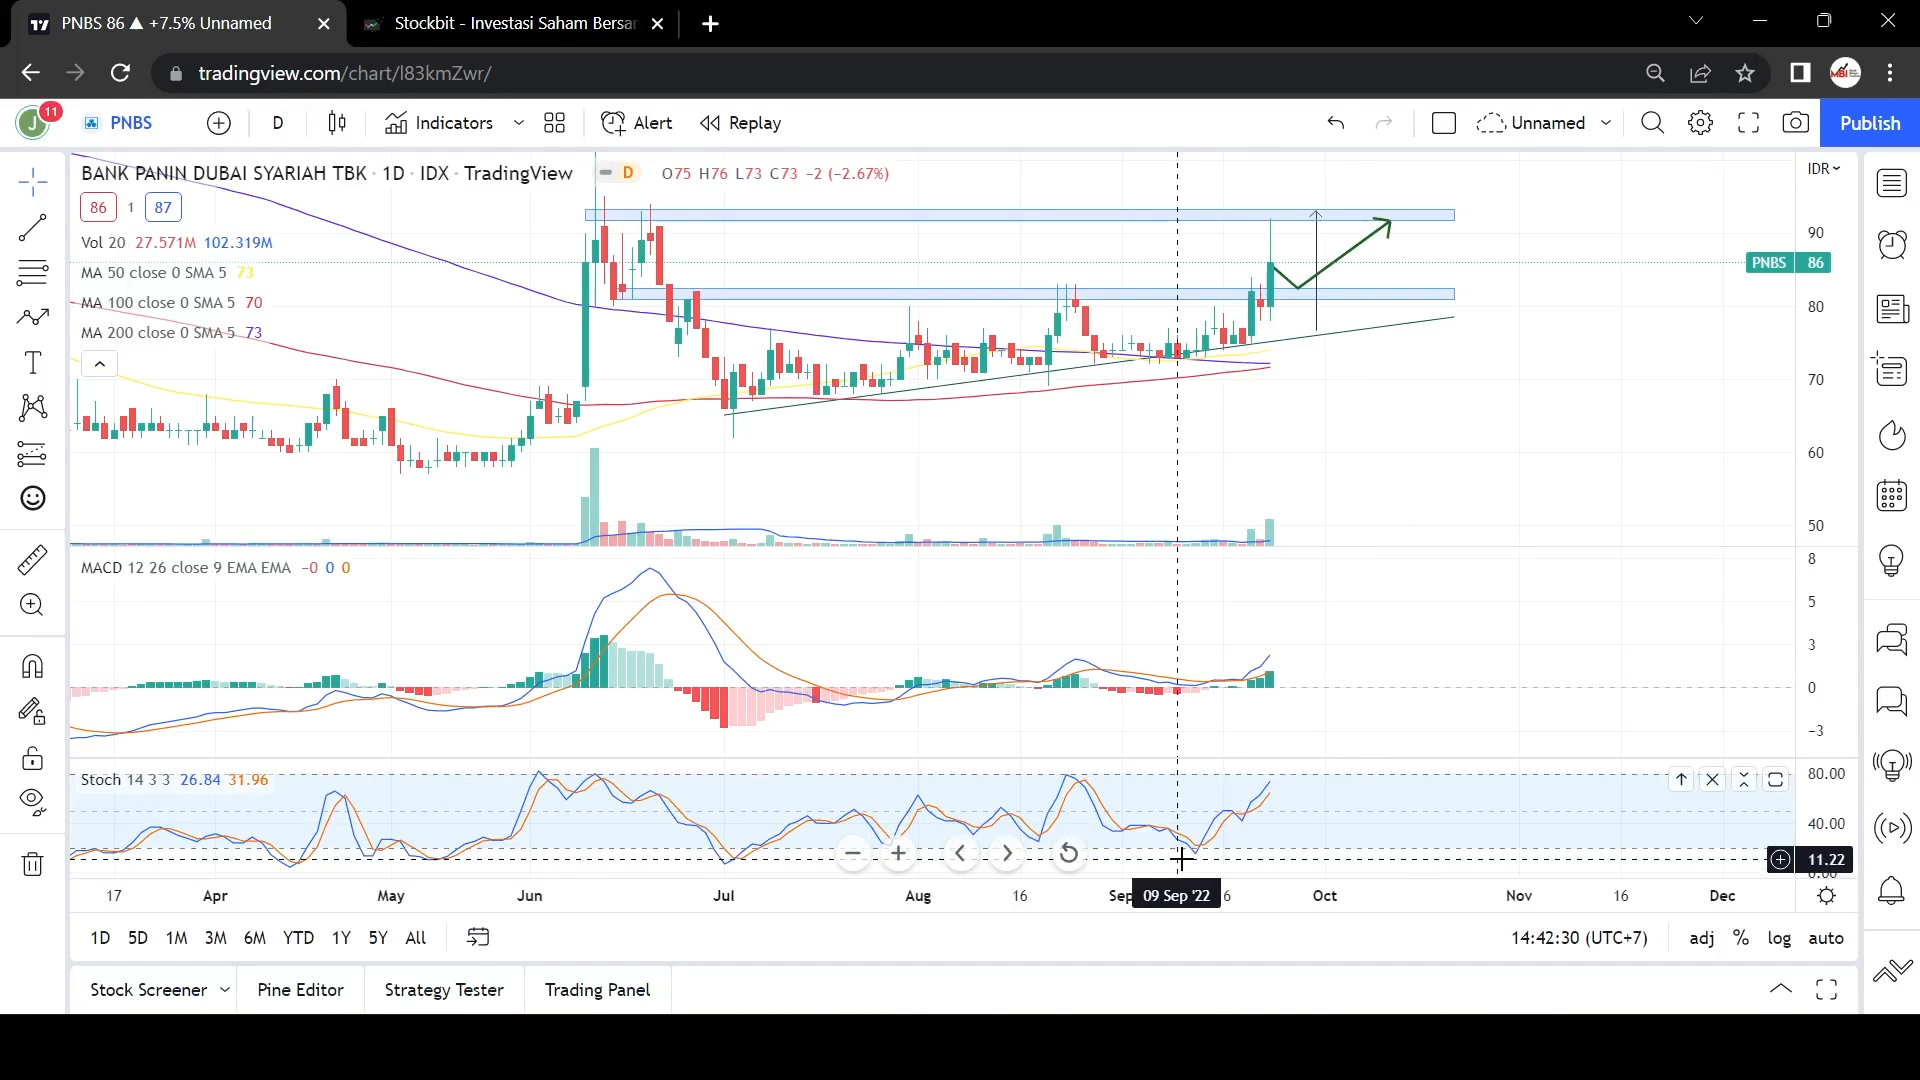 PNBS 86 ▲ +7.5% Unnamed
Stockbit - Investasi Saham Bersa
tradingview.com/chart/l83kmZwr/
MBI
J 11 PNBS D Indicators Alert Replay Unnamed Publish
BANK PANIN DUBAI SYARIAH TBK · 1D · IDX · TradingView D O75 H76 L73 C73 −2 (−2.67%) IDR
86 1 87
Vol 20 27.571M 102.319M
MA 50 close 0 SMA 5 73
MA 100 close 0 SMA 5 70
MA 200 close 0 SMA 5 73
90
PNBS 86
80
70
60
50
MACD 12 26 close 9 EMA EMA −0 0 0
8
5
3
0
−3
Stoch 14 3 3 26.84 31.96
80.00
40.00
11.22
0.00
17 Apr May Jun Jul Aug 16 Sep 09 Sep '22 6 Oct Nov 16 Dec
1D 5D 1M 3M 6M YTD 1Y 5Y All 14:42:30 (UTC+7) adj % log auto
Stock Screener Pine Editor Strategy Tester Trading Panel